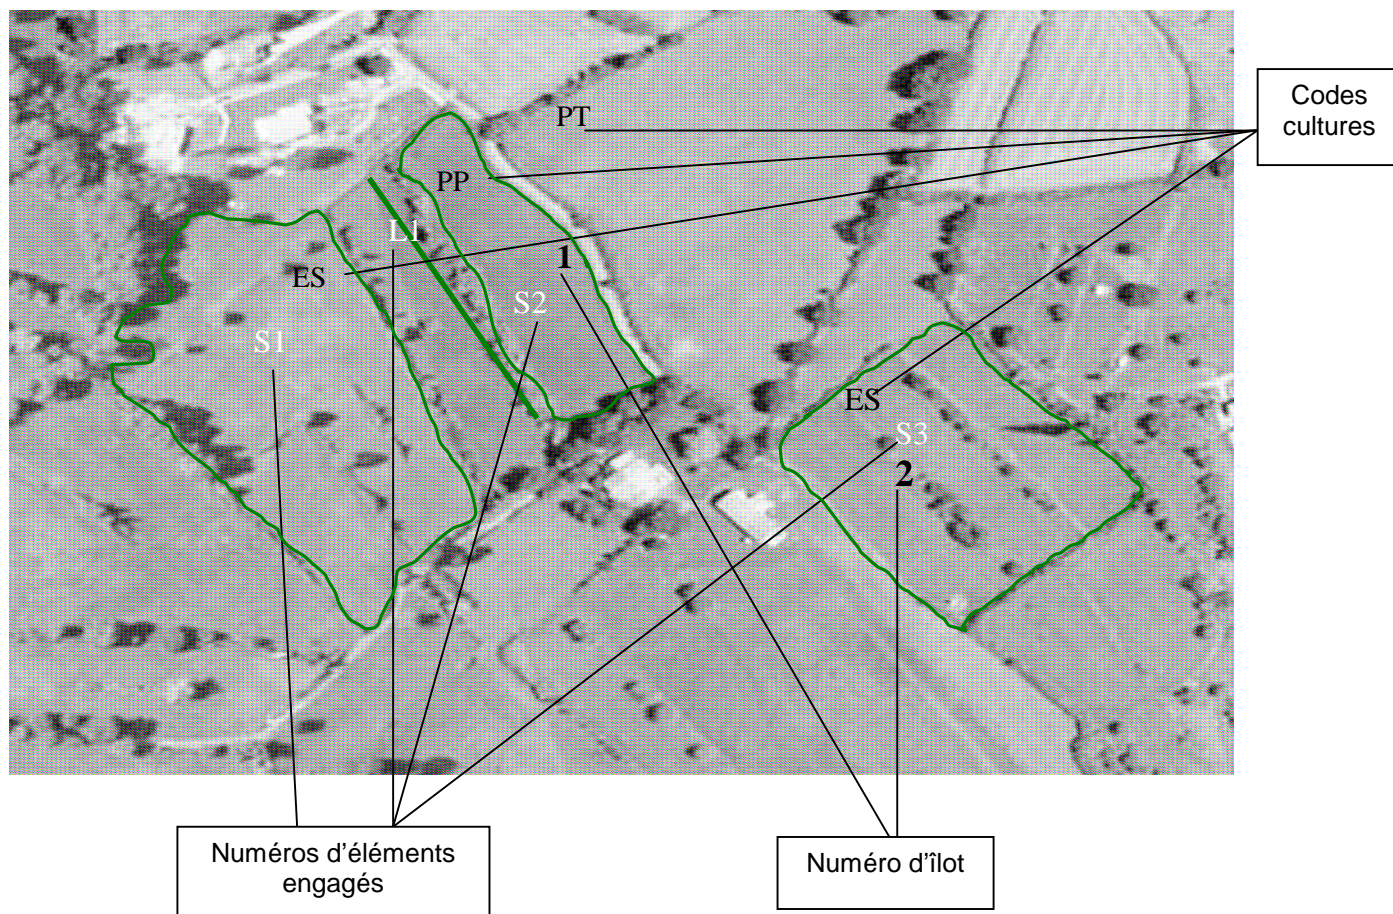 Codes
cultures
PT
PP
L1
1
ES
S2
S1
ES
S3
2
Numéros d'éléments
engagés
Numéro d'îlot